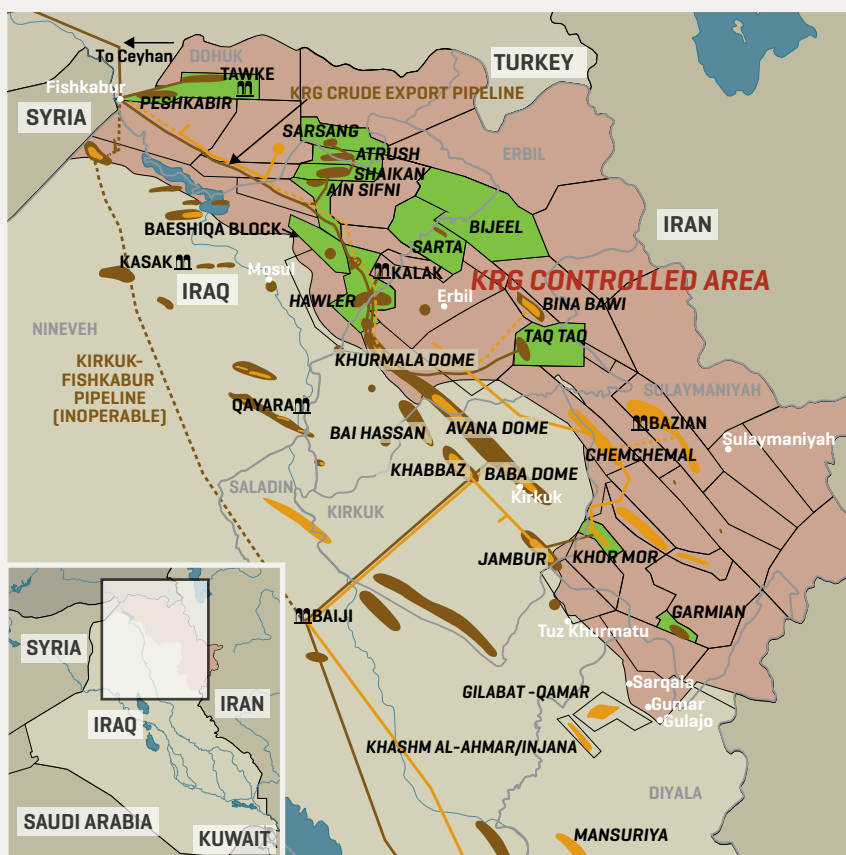 To Ceyhan
DOHUK
TURKEY
TAWKE
Fishkabur
PESHKABIR
KRG CRUDE EXPORT PIPELINE
SYRIA
SARSANG
ATRUSH
ERBIL
SHAIKAN
AIN SIFNI
BIJEEL
IRAN
BAESHIQA BLOCK
SARTA
KASAK
Mosul
KALAK
KRG CONTROLLED AREA
IRAQ
HAWLER
Erbil
BINA BAWI
NINEVEH
TAQ TAQ
KHURMALA DOME
KIRKUK-
FISHKABUR
PIPELINE
(INOPERABLE)
SULAYMANIYAH
QAYARA
AVANA DOME
BAZIAN
BAI HASSAN
Sulaymaniyah
CHEMCHEMAL
KHABBAZ
BABA DOME
SALADIN
Kirkuk
KIRKUK
JAMBUR
KHOR MOR
BAIJI
GARMIAN
Tuz Khurmatu
SYRIA
Sarqala
GILABAT -QAMAR
IRAN
Gumar
IRAQ
Gulajo
KHASHM AL-AHMAR/INJANA
DIYALA
SAUDI ARABIA
KUWAIT
MANSURIYA